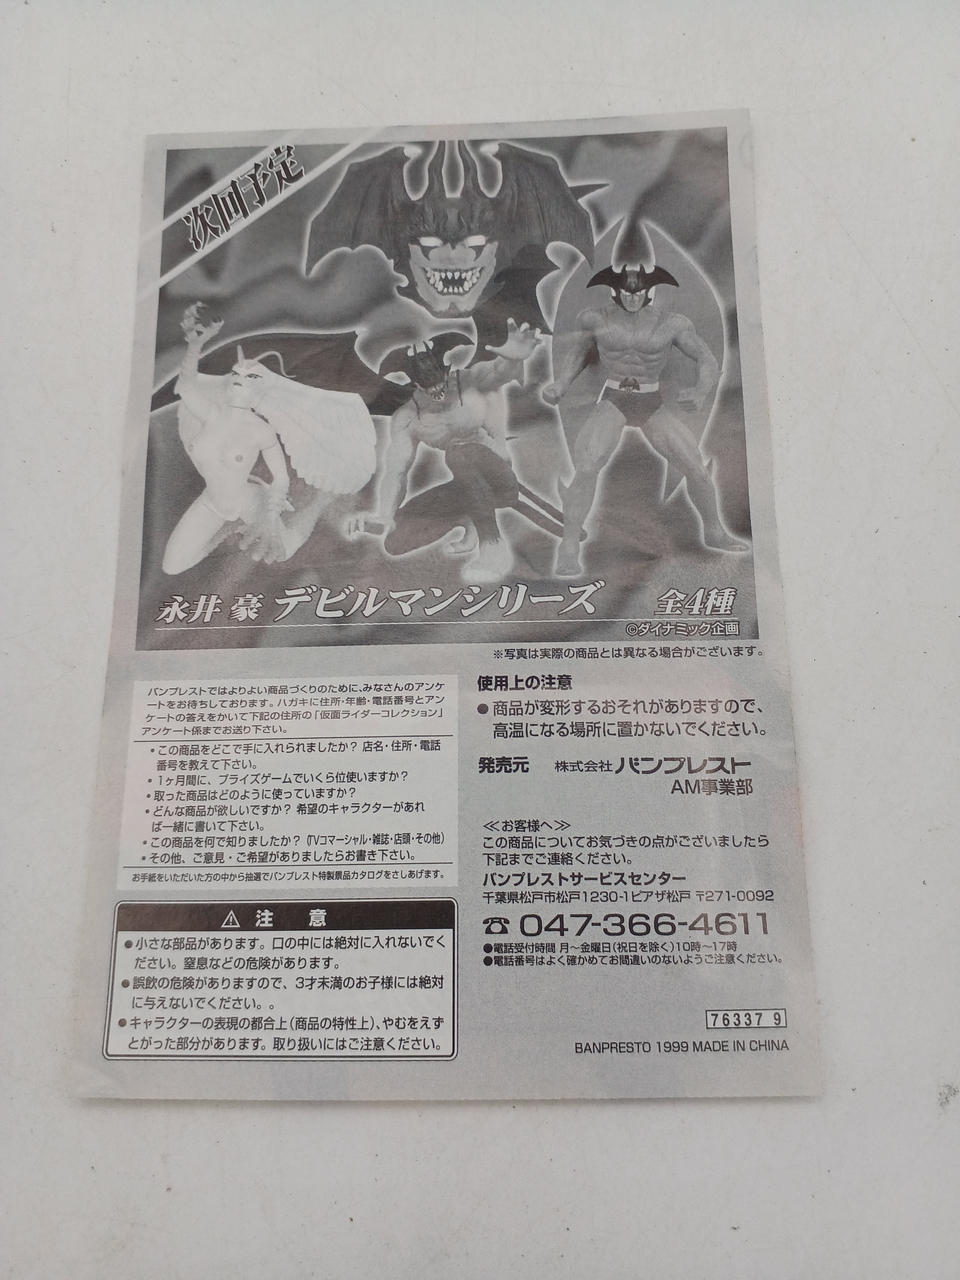 次回予定
永井 豪 デビルマンシリーズ 全4種
©ダイナミック企画
※写真は実際の商品とは異なる場合がございます。
バンプレストではよりよい商品づくりのために、みなさんのアンケ
ートをお待ちしております。ハガキに住所・年齢・電話番号とアン
ケートの答えをかいて下記の住所の「仮面ライダーコレクション」
アンケート係までお送り下さい。
・この商品をどこで手に入れられましたか? 店名・住所・電話
番号を教えて下さい。
・1ヶ月間に、プライズゲームでいくら位使いますか?
・取った商品はどのように使っていますか?
・どんな商品が欲しいですか? 希望のキャラクターがあれ
ば一緒に書いて下さい。
・この商品を何で知りましたか?(TVコマーシャル・雑誌・店頭・その他)
・その他、ご意見・ご希望がありましたらお書き下さい。
お手紙をいただいた方の中から抽選でバンプレスト特製景品カタログをさしあげます。
⚠ 注 意
●小さな部品があります。口の中には絶対に入れないでく
ださい。窒息などの危険があります。
●誤飲の危険がありますので、3才未満のお子様には絶対
に与えないでください。。
●キャラクターの表現の都合上(商品の特性上)、やむをえず
とがった部分があります。取り扱いにはご注意ください。
使用上の注意
●商品が変形するおそれがありますので、
高温になる場所に置かないでください。
発売元 株式会社 バンプレスト
AM事業部
≪お客様へ≫
この商品についてお気づきの点がございましたら
下記までご連絡ください。
バンプレストサービスセンター
千葉県松戸市松戸1230-1ピアザ松戸 〒271-0092
☎ 047-366-4611
●電話受付時間 月〜金曜日(祝日を除く)10時〜17時
●電話番号はよく確かめてお間違いのないようご注意ください。
76337 9
BANPRESTO 1999 MADE IN CHINA